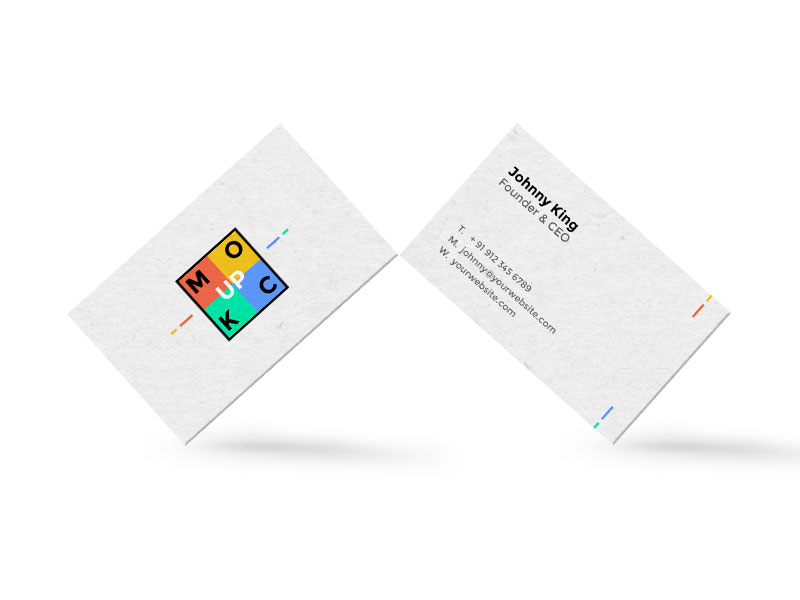 M O
UP
K C
Johnny King
Founder & CEO
T. + 91 912 345 6789
M. johnny@yourwebsite.com
W. yourwebsite.com